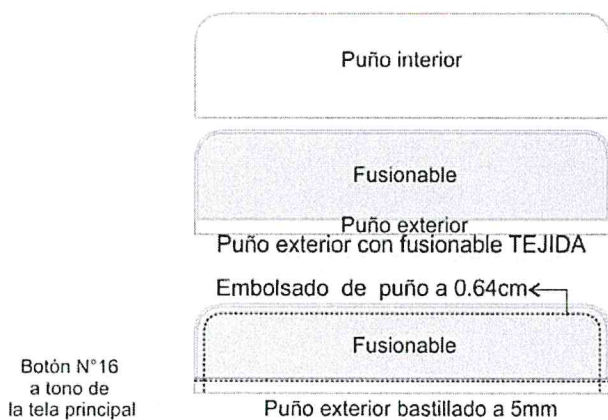 Puño interior
Fusionable
Puño exterior
Puño exterior con fusionable TEJIDA
Embolsado de puño a 0.64cm
Fusionable
Botón N°16
a tono de
la tela principal
Puño exterior bastillado a 5mm